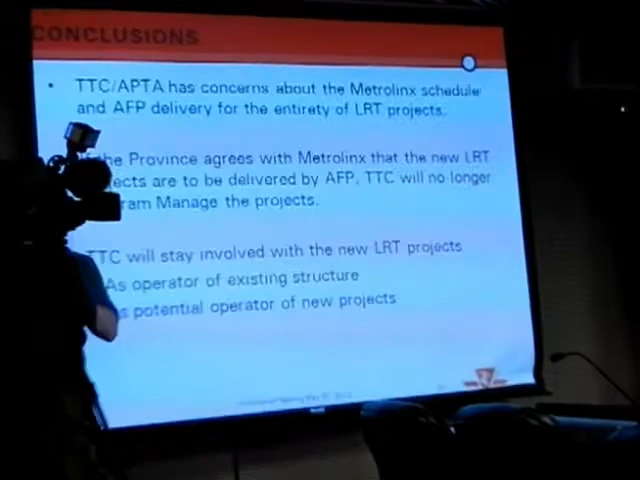 CONCLUSIONS
• TTC/APTA has concerns about the Metrolinx schedule
and AFP delivery for the entirety of LRT projects.
the Province agrees with Metrolinx that the new LRT
ects are to be delivered by AFP, TTC will no longer
ram Manage the projects.
TTC will stay involved with the new LRT projects
As operator of existing structure
s potential operator of new projects